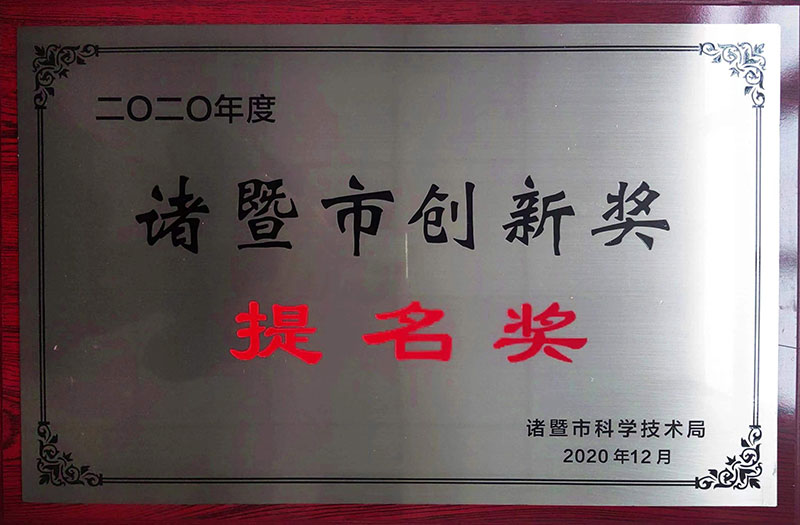 二〇二〇年度
诸暨市创新奖
提名奖
诸暨市科学技术局
2020年12月